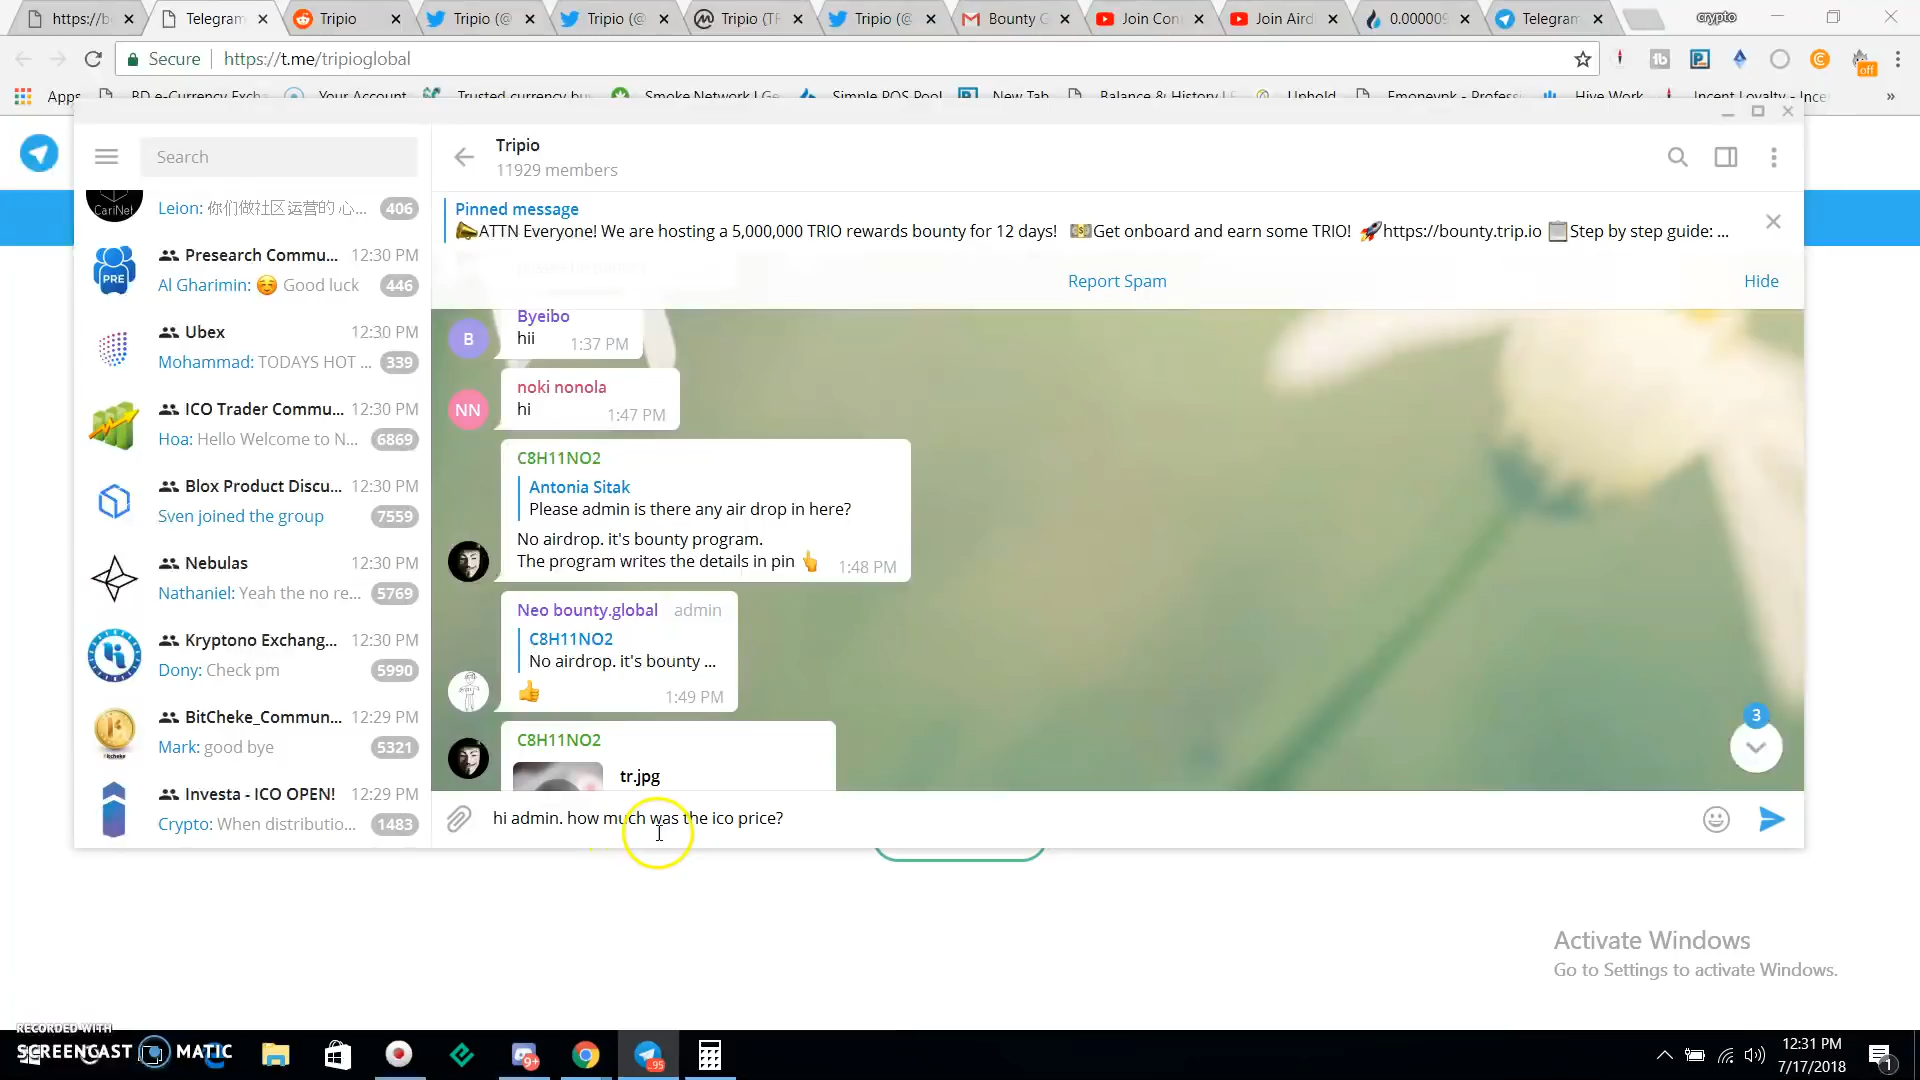 https://b
Telegram
Tripio
Tripio (@
Tripio (@
Tripio (TF
Tripio (@
Bounty C
Join Con
Join Aird
0.000009
Telegram
crypto
Secure
https://t.me/tripioglobal
off
Apps
BD e-Currency Exch
Your Account
Trusted currency bu
Smoke Network | Ge
Simple POS Pool
New Tab
Balance & History | E
Uphold
Emoneypk - Profess
Hive Work
Incent Loyalty - Ince
»
Search
Tripio
11929 members
CariNet
Leion: 你们做社区运营的 心...
406
Presearch Commu...
12:30 PM
PRE
Al Gharimin: ☺️ Good luck
446
Ubex
12:30 PM
Mohammad: TODAYS HOT ...
339
ICO Trader Commu...
12:30 PM
Hoa: Hello Welcome to N...
6869
Blox Product Discu...
12:30 PM
Sven joined the group
7559
Nebulas
12:30 PM
Nathaniel: Yeah the no re...
5769
Kryptono Exchang...
12:30 PM
Dony: Check pm
5990
BitCheke_Commun...
12:29 PM
Mark: good bye
5321
Investa - ICO OPEN!
12:29 PM
Crypto: When distributio...
1483
Pinned message
📣ATTN Everyone! We are hosting a 5,000,000 TRIO rewards bounty for 12 days! 💵Get onboard and earn some TRIO! 🚀https://bounty.trip.io 📋Step by step guide: ...
Report Spam
Hide
Byeibo
B
hii
1:37 PM
noki nonola
NN
hi
1:47 PM
C8H11NO2
Antonia Sitak
Please admin is there any air drop in here?
No airdrop. it's bounty program.
The program writes the details in pin 👆
1:48 PM
Neo bounty.global
admin
C8H11NO2
No airdrop. it's bounty ...
👍
1:49 PM
C8H11NO2
tr.jpg
3
hi admin. how much was the ico price?
Activate Windows
Go to Settings to activate Windows.
RECORDED WITH
SCREENCAST MATIC
9+
95
12:31 PM
7/17/2018
1